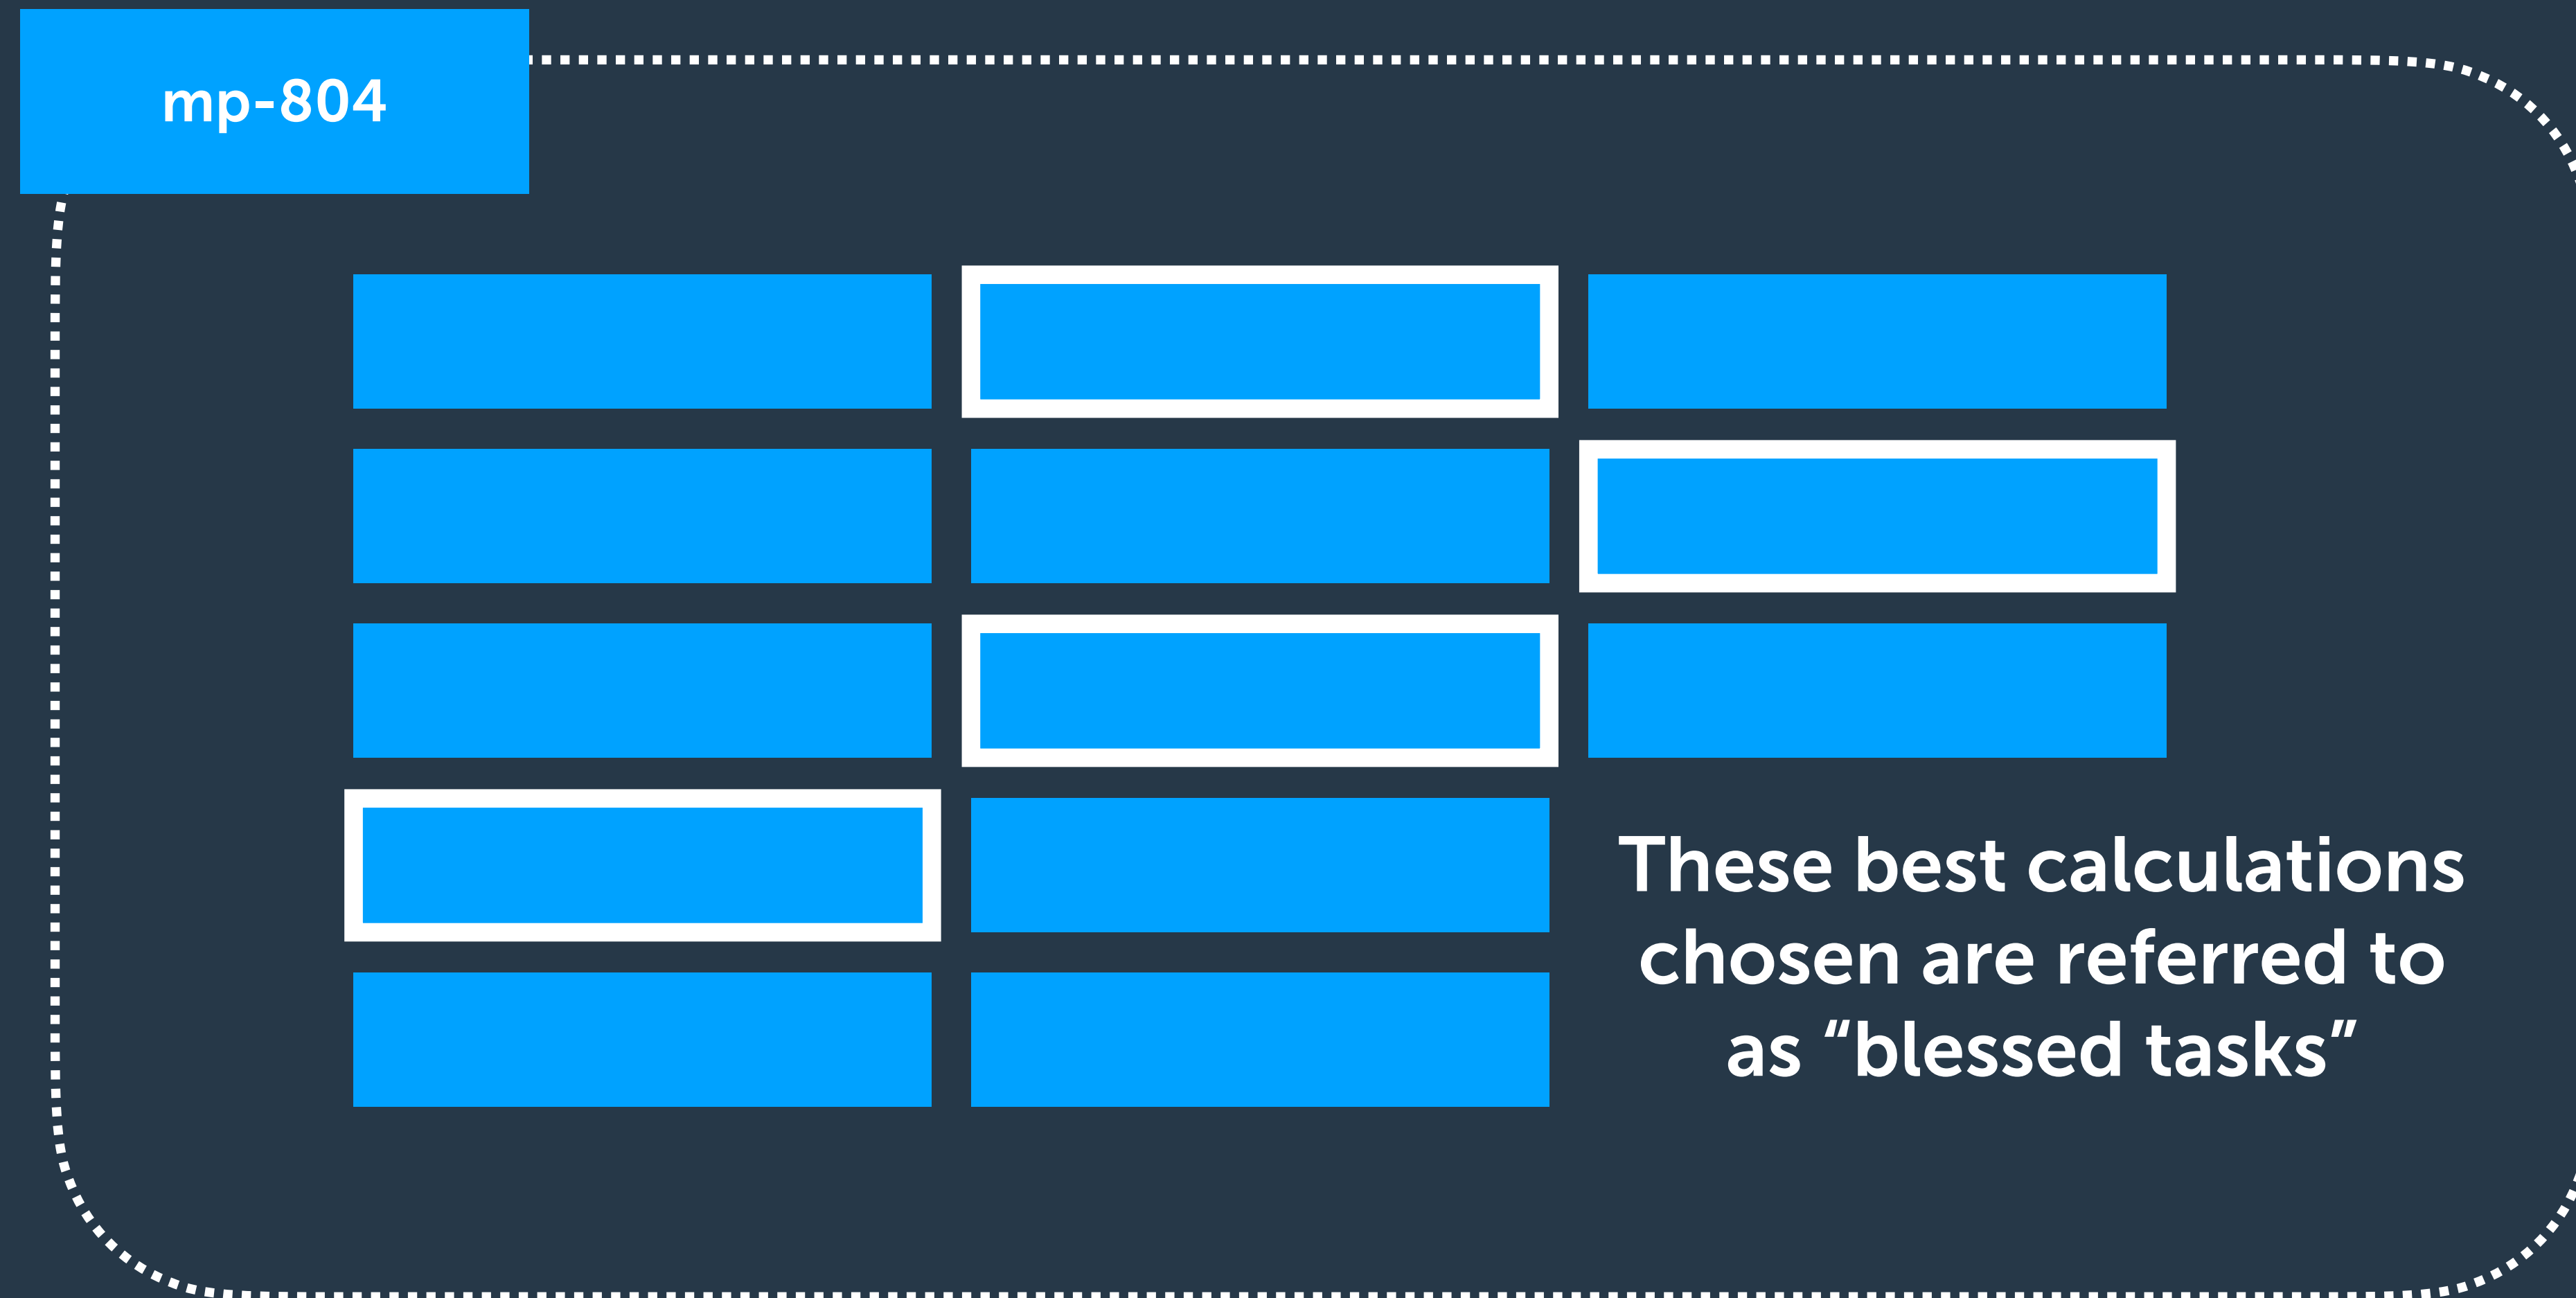 mp-804
These best calculations
chosen are referred to
as “blessed tasks”